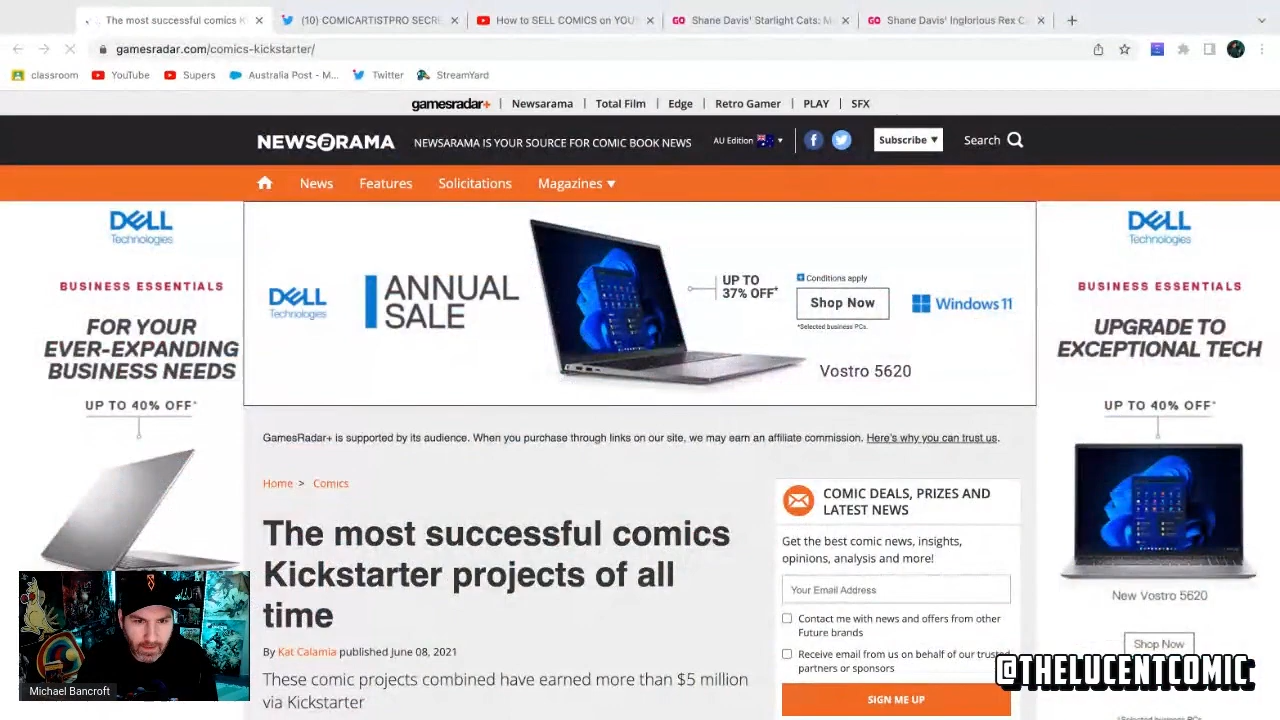 The most successful comics K
(10) COMICARTISTPRO SECRE
How to SELL COMICS on YOU
GO Shane Davis' Starlight Cats: M
GO Shane Davis' Inglorious Rex C
gamesradar.com/comics-kickstarter/
classroom
YouTube
Supers
Australia Post - M...
Twitter
StreamYard
gamesradar+ | Newsarama | Total Film | Edge | Retro Gamer | PLAY | SFX
NEWSaRAMA
NEWSARAMA IS YOUR SOURCE FOR COMIC BOOK NEWS
AU Edition
Subscribe ▼
Search
News
Features
Solicitations
Magazines ▼
DELL
Technologies
BUSINESS ESSENTIALS
FOR YOUR
EVER-EXPANDING
BUSINESS NEEDS
UP TO 40% OFF*
DELL
Technologies
ANNUAL
SALE
UP TO
37% OFF*
Conditions apply
Shop Now
*Selected business PCs.
Windows 11
Vostro 5620
DELL
Technologies
BUSINESS ESSENTIALS
UPGRADE TO
EXCEPTIONAL TECH
UP TO 40% OFF*
New Vostro 5620
Shop Now
GamesRadar+ is supported by its audience. When you purchase through links on our site, we may earn an affiliate commission. Here's why you can trust us.
Home > Comics
The most successful comics
Kickstarter projects of all
time
By Kat Calamia published June 08, 2021
These comic projects combined have earned more than $5 million
via Kickstarter
COMIC DEALS, PRIZES AND
LATEST NEWS
Get the best comic news, insights,
opinions, analysis and more!
Your Email Address
Contact me with news and offers from other
Future brands
Receive email from us on behalf of our trusted
partners or sponsors
SIGN ME UP
Michael Bancroft
@THELUCENTCOMIC